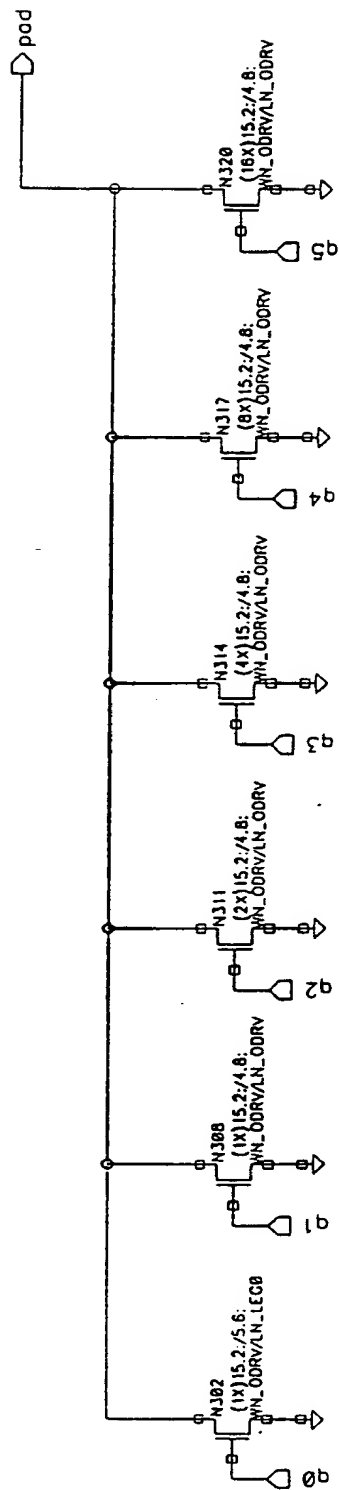 pad
N320
(16X)15.2:/4.8:
WN_ODRV/LN_ODRV
q5
N317
(8X)15.2:/4.8:
WN_ODRV/LN_ODRV
q4
N314
(4X)15.2:/4.8:
WN_ODRV/LN_ODRV
q3
N311
(2X)15.2:/4.8:
WN_ODRV/LN_ODRV
q2
N308
(1X)15.2:/4.8:
WN_ODRV/LN_ODRV
q1
N302
(1X)15.2:/5.6:
WN_ODRV/LN_LEG0
q0